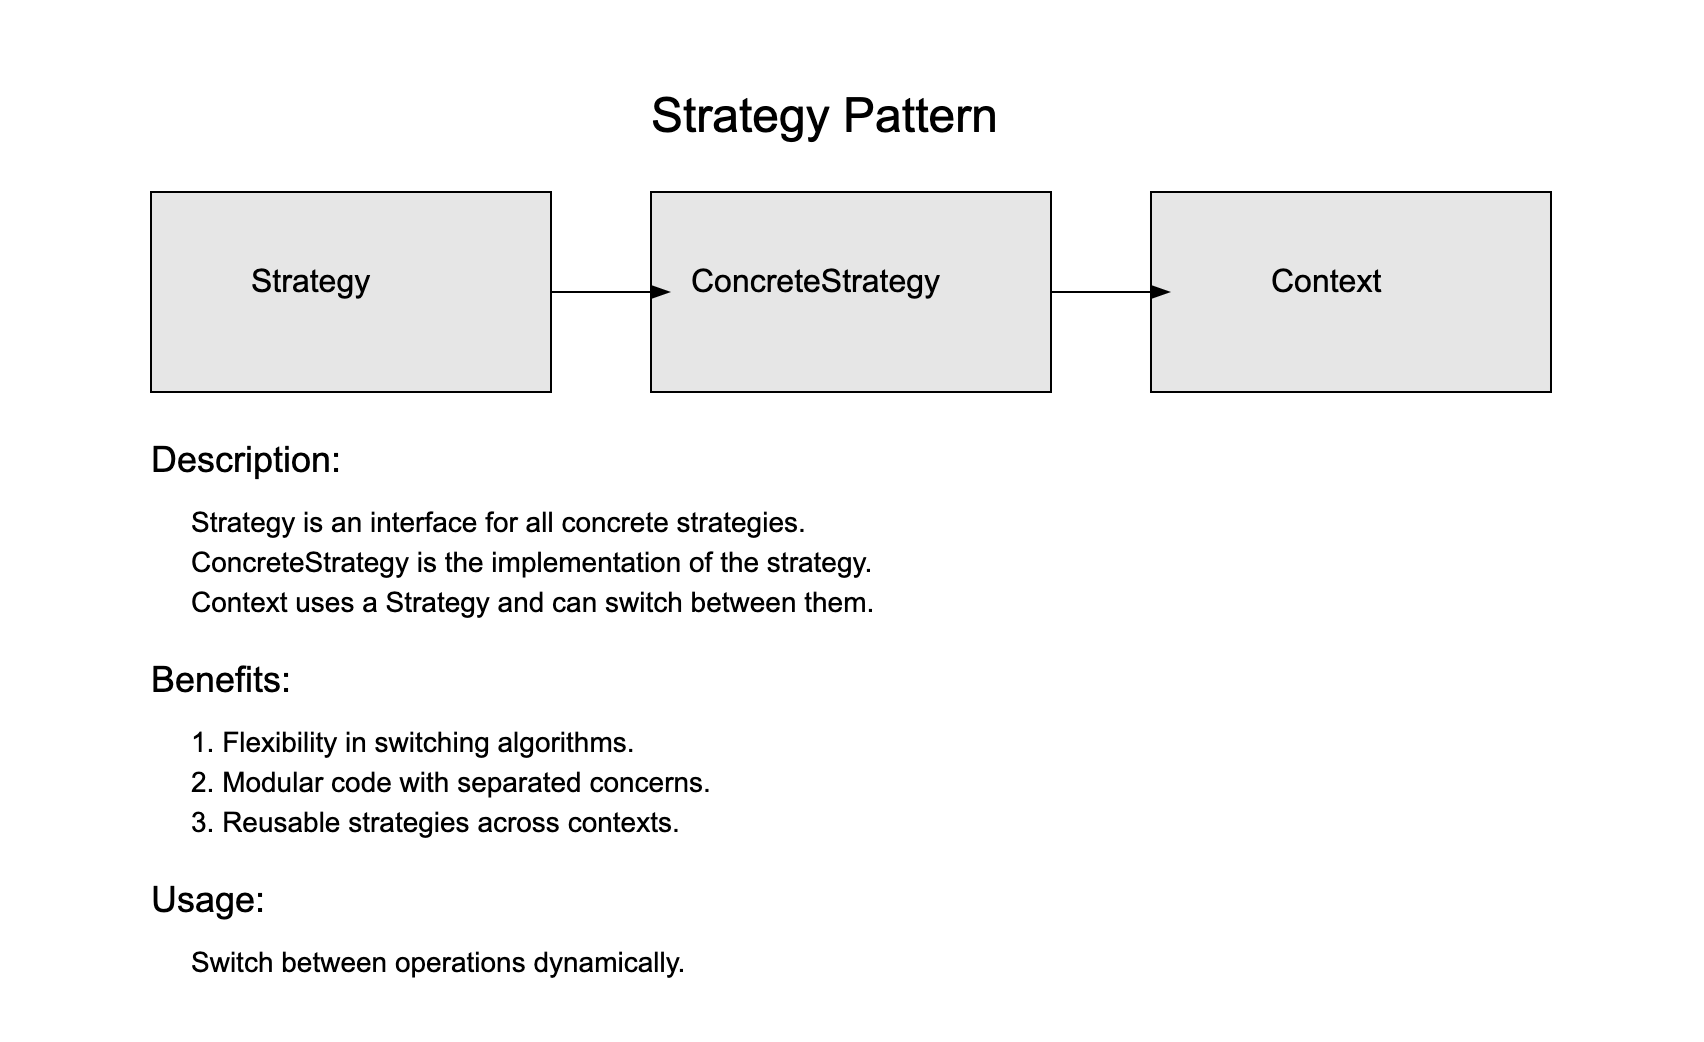 Strategy Pattern
Strategy
ConcreteStrategy
Context
Description:
Strategy is an interface for all concrete strategies.
ConcreteStrategy is the implementation of the strategy.
Context uses a Strategy and can switch between them.
Benefits:
1. Flexibility in switching algorithms.
2. Modular code with separated concerns.
3. Reusable strategies across contexts.
Usage:
Switch between operations dynamically.